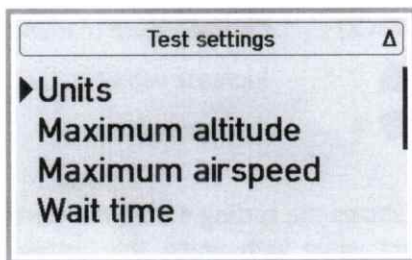 Test settings Δ
▶Units
Maximum altitude
Maximum airspeed
Wait time